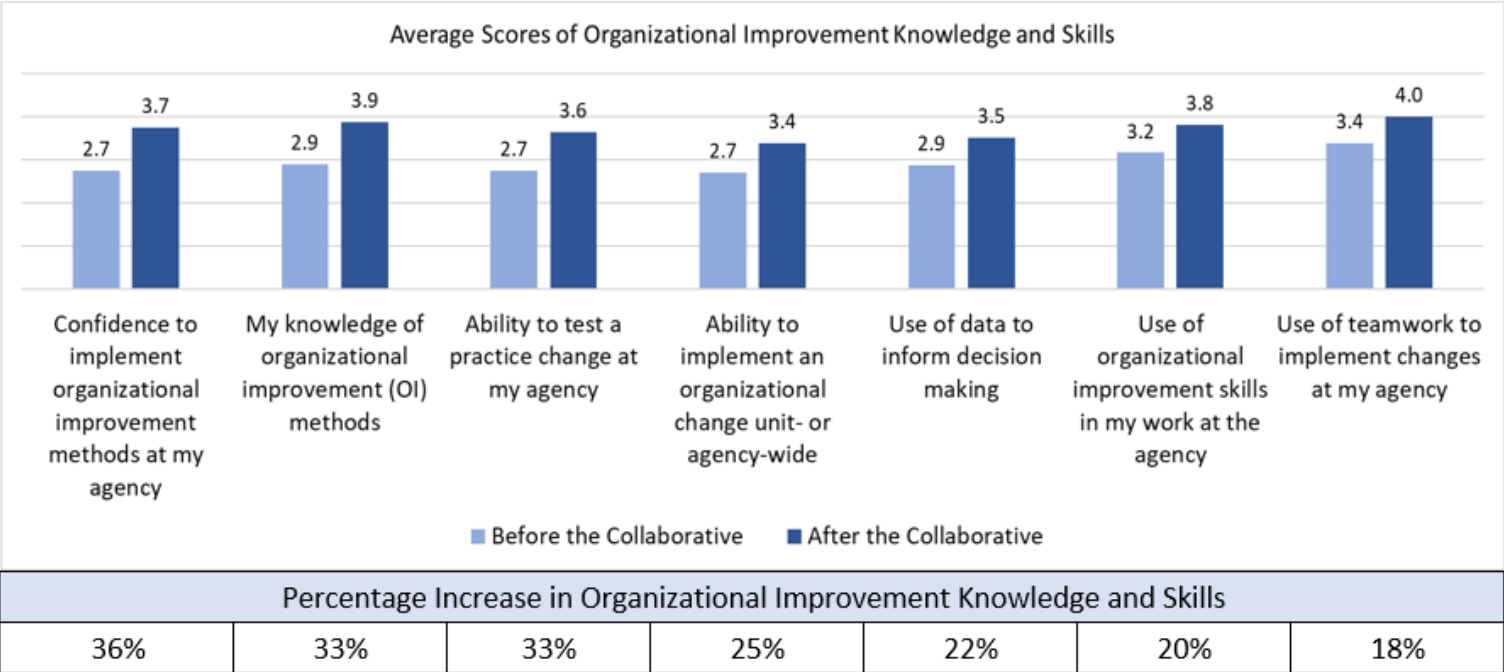 Average Scores of Organizational Improvement Knowledge and Skills
2.7
3.7
2.9
3.9
2.7
3.6
2.7
3.4
2.9
3.5
3.2
3.8
3.4
4.0
Confidence to
implement
organizational
improvement
methods at my
agency
My knowledge of
organizational
improvement (OI)
methods
Ability to test a
practice change at
my agency
Ability to
implement an
organizational
change unit- or
agency-wide
Use of data to
inform decision
making
Use of
organizational
improvement skills
in my work at the
agency
Use of teamwork to
implement changes
at my agency
Before the Collaborative
After the Collaborative
Percentage Increase in Organizational Improvement Knowledge and Skills
36% 33% 33% 25% 22% 20% 18%